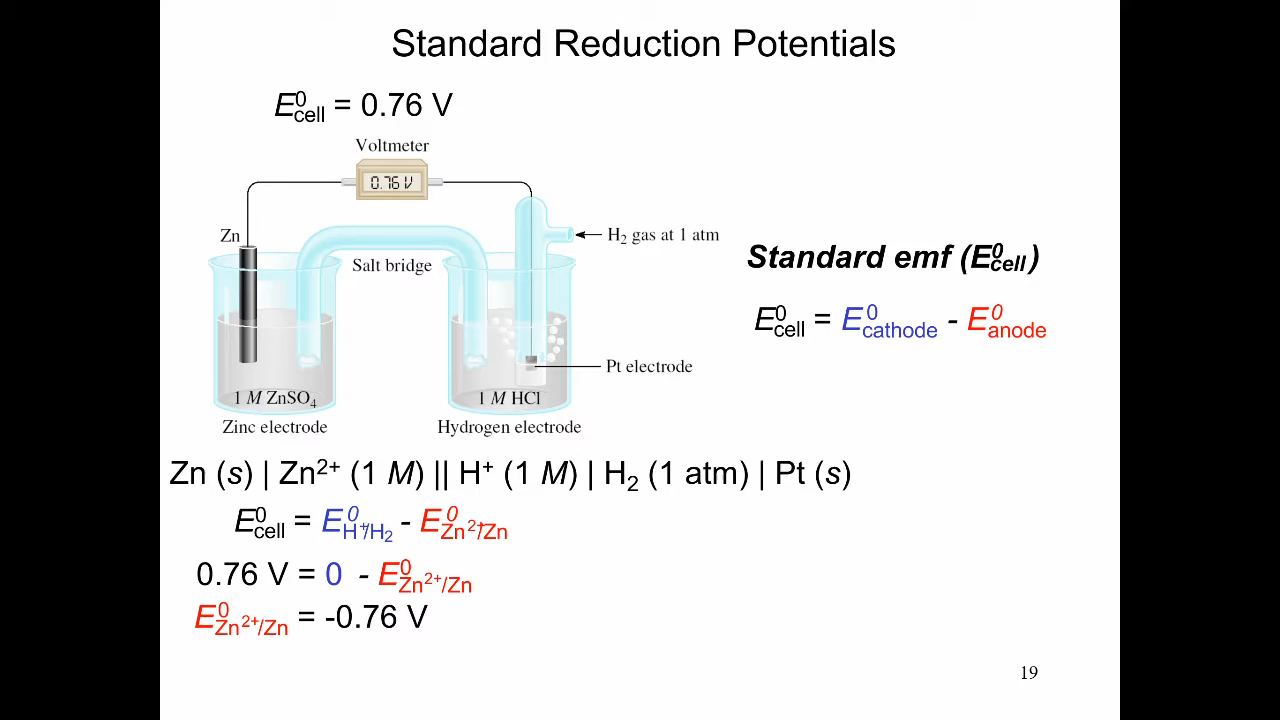 Standard Reduction Potentials
E⁰cell = 0.76 V
Voltmeter
0.76 V
Zn
H₂ gas at 1 atm
Salt bridge
Standard emf (E⁰cell)
E⁰cell = E⁰cathode - E⁰anode
Pt electrode
1 M ZnSO₄
1 M HCl
Zinc electrode
Hydrogen electrode
Zn (s) | Zn²⁺ (1 M) || H⁺ (1 M) | H₂ (1 atm) | Pt (s)
E⁰cell = E⁰H⁺/H₂ - E⁰Zn²⁺/Zn
0.76 V = 0 - E⁰Zn²⁺/Zn
E⁰Zn²⁺/Zn = -0.76 V
19